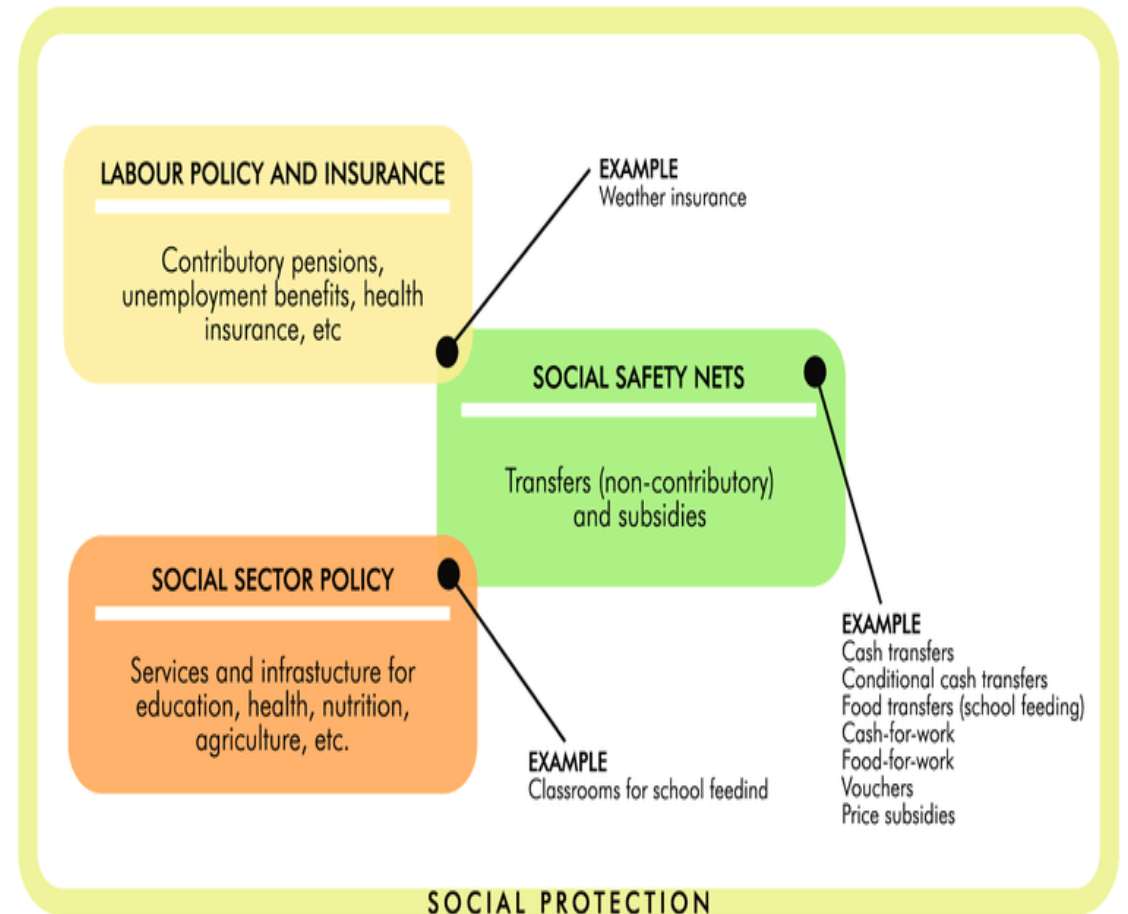 LABOUR POLICY AND INSURANCE
Contributory pensions,
unemployment benefits, health
insurance, etc
EXAMPLE
Weather insurance
SOCIAL SAFETY NETS
Transfers (non-contributory)
and subsidies
SOCIAL SECTOR POLICY
Services and infrastucture for
education, health, nutrition,
agriculture, etc.
EXAMPLE
Classrooms for school feedind
EXAMPLE
Cash transfers
Conditional cash transfers
Food transfers (school feeding)
Cash-for-work
Food-for-work
Vouchers
Price subsidies
SOCIAL PROTECTION